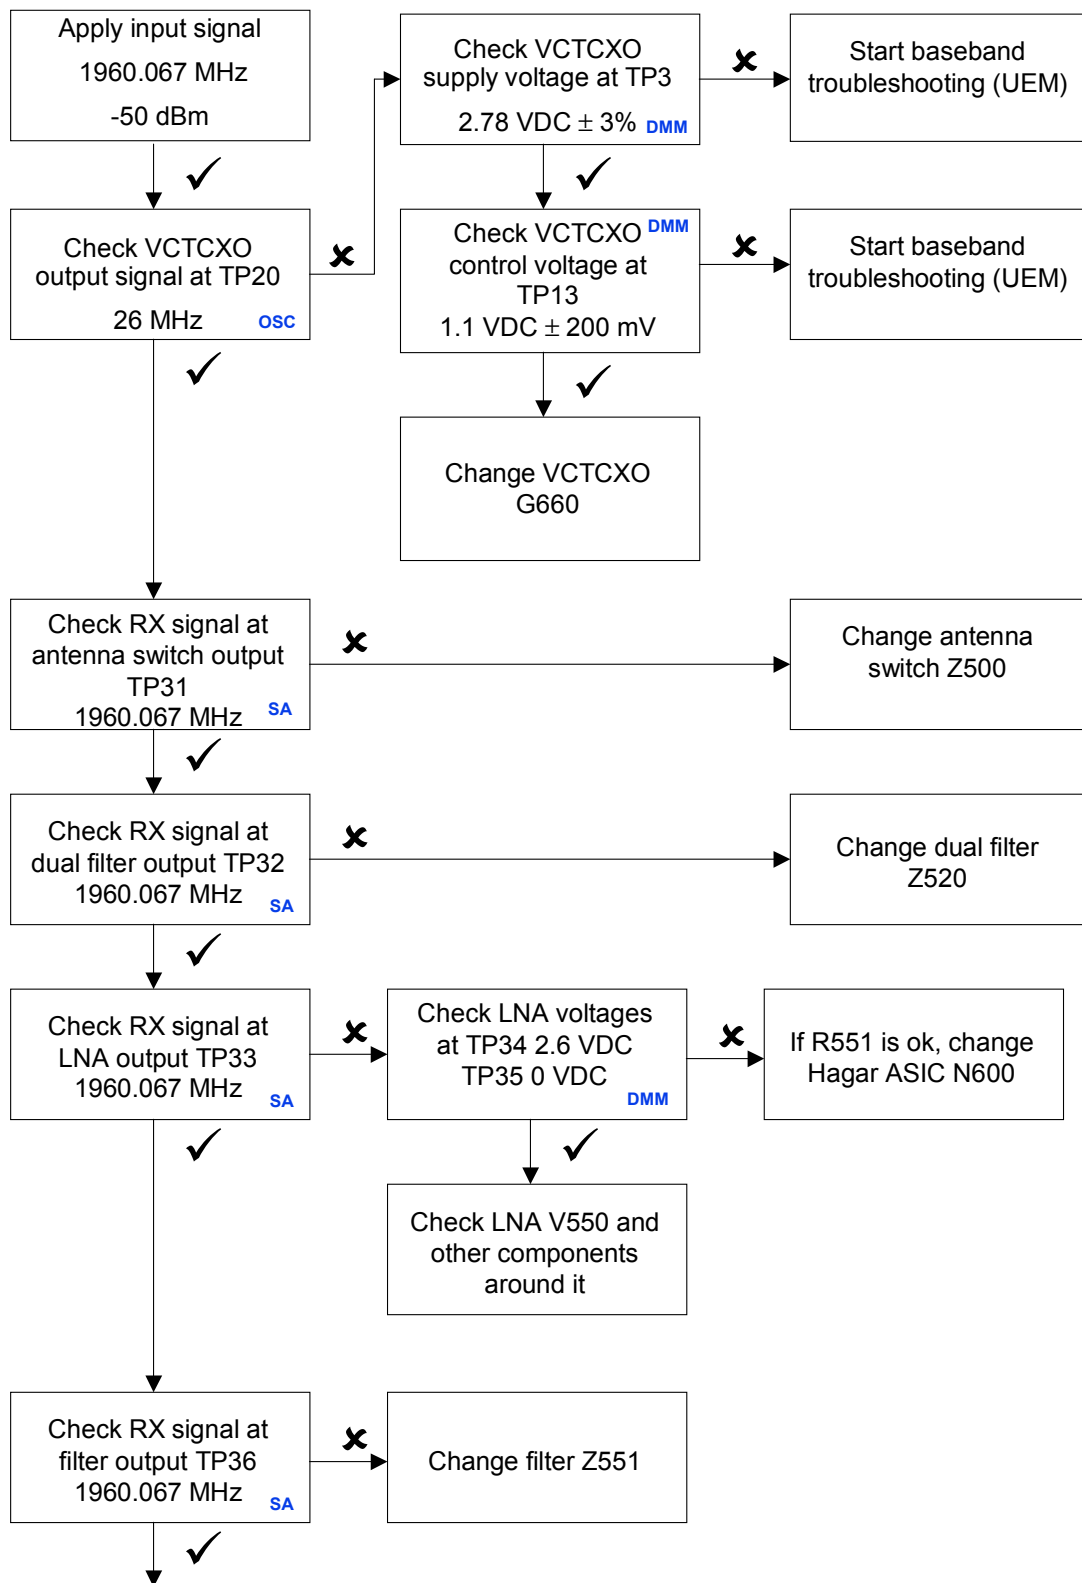 Apply input signal
1960.067 MHz
-50 dBm
Check VCTCXO
supply voltage at TP3
2.78 VDC ± 3% DMM
Start baseband
troubleshooting (UEM)
Check VCTCXO
output signal at TP20
26 MHz OSC
Check VCTCXO DMM
control voltage at
TP13
1.1 VDC ± 200 mV
Start baseband
troubleshooting (UEM)
Change VCTCXO
G660
Check RX signal at
antenna switch output
TP31
1960.067 MHz SA
Change antenna
switch Z500
Check RX signal at
dual filter output TP32
1960.067 MHz SA
Change dual filter
Z520
Check RX signal at
LNA output TP33
1960.067 MHz SA
Check LNA voltages
at TP34 2.6 VDC
TP35 0 VDC
DMM
If R551 is ok, change
Hagar ASIC N600
Check LNA V550 and
other components
around it
Check RX signal at
filter output TP36
1960.067 MHz SA
Change filter Z551